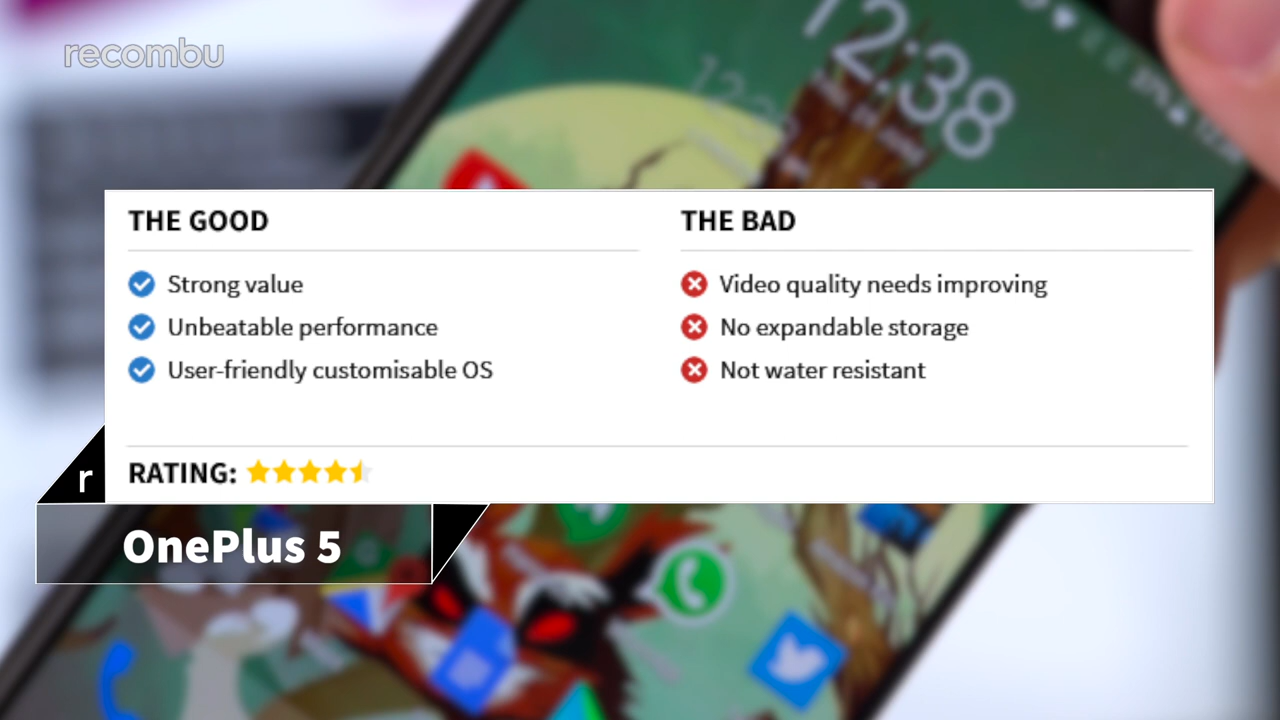 recombu
12:38
THE GOOD
THE BAD
Strong value
Video quality needs improving
Unbeatable performance
No expandable storage
User-friendly customisable OS
Not water resistant
RATING:
r
OnePlus 5